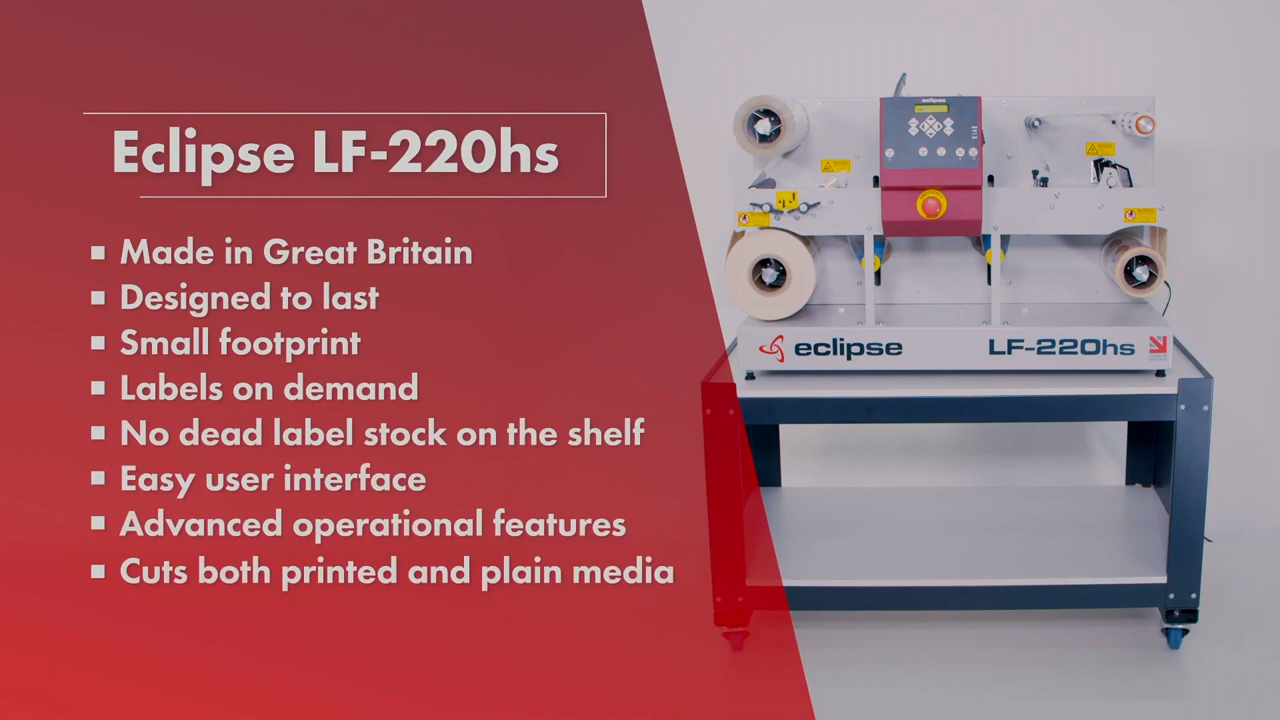 Eclipse LF-220hs
Made in Great Britain
Designed to last
Small footprint
Labels on demand
No dead label stock on the shelf
Easy user interface
Advanced operational features
Cuts both printed and plain media
eclipse
eclipse LF-220hs